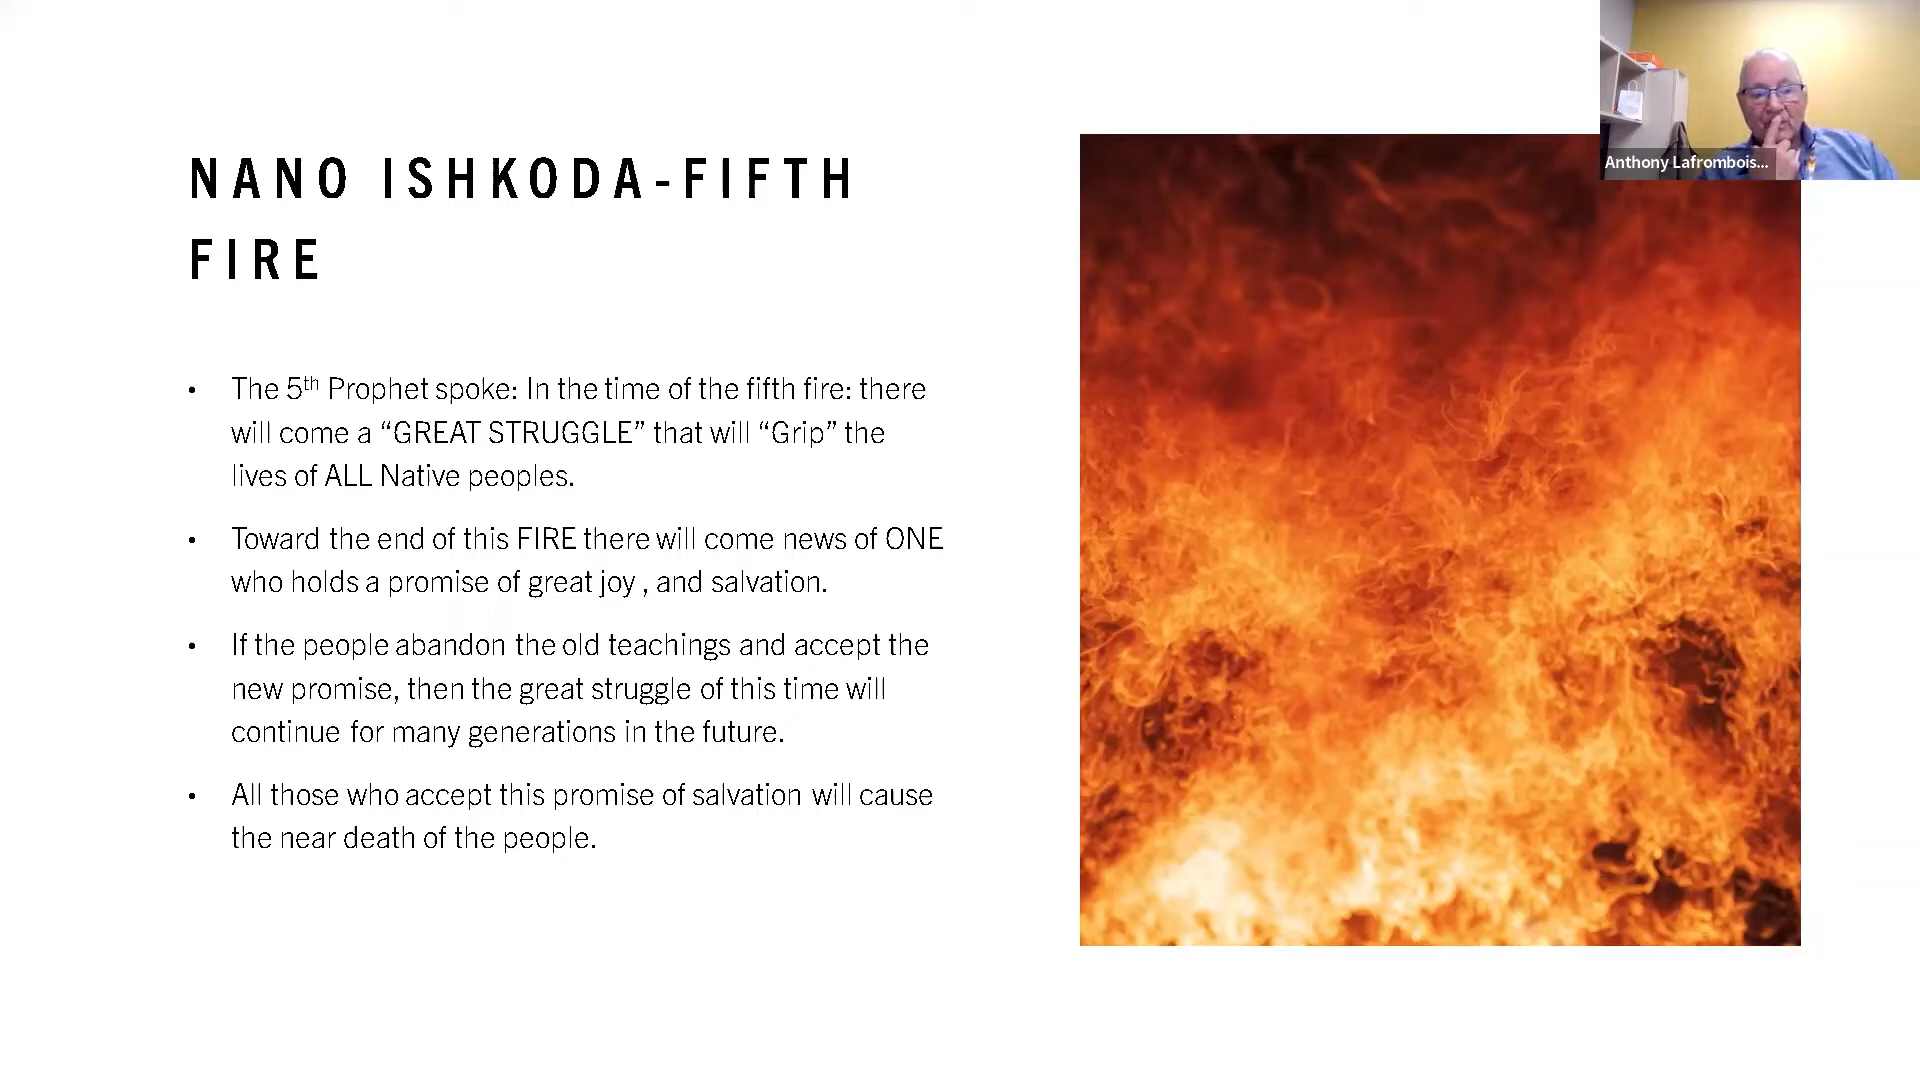 NANO ISHKODA-FIFTH
FIRE
• The 5th Prophet spoke: In the time of the fifth fire: there
will come a “GREAT STRUGGLE” that will “Grip” the
lives of ALL Native peoples.
• Toward the end of this FIRE there will come news of ONE
who holds a promise of great joy , and salvation.
• If the people abandon the old teachings and accept the
new promise, then the great struggle of this time will
continue for many generations in the future.
• All those who accept this promise of salvation will cause
the near death of the people.
Anthony Lafrombois...